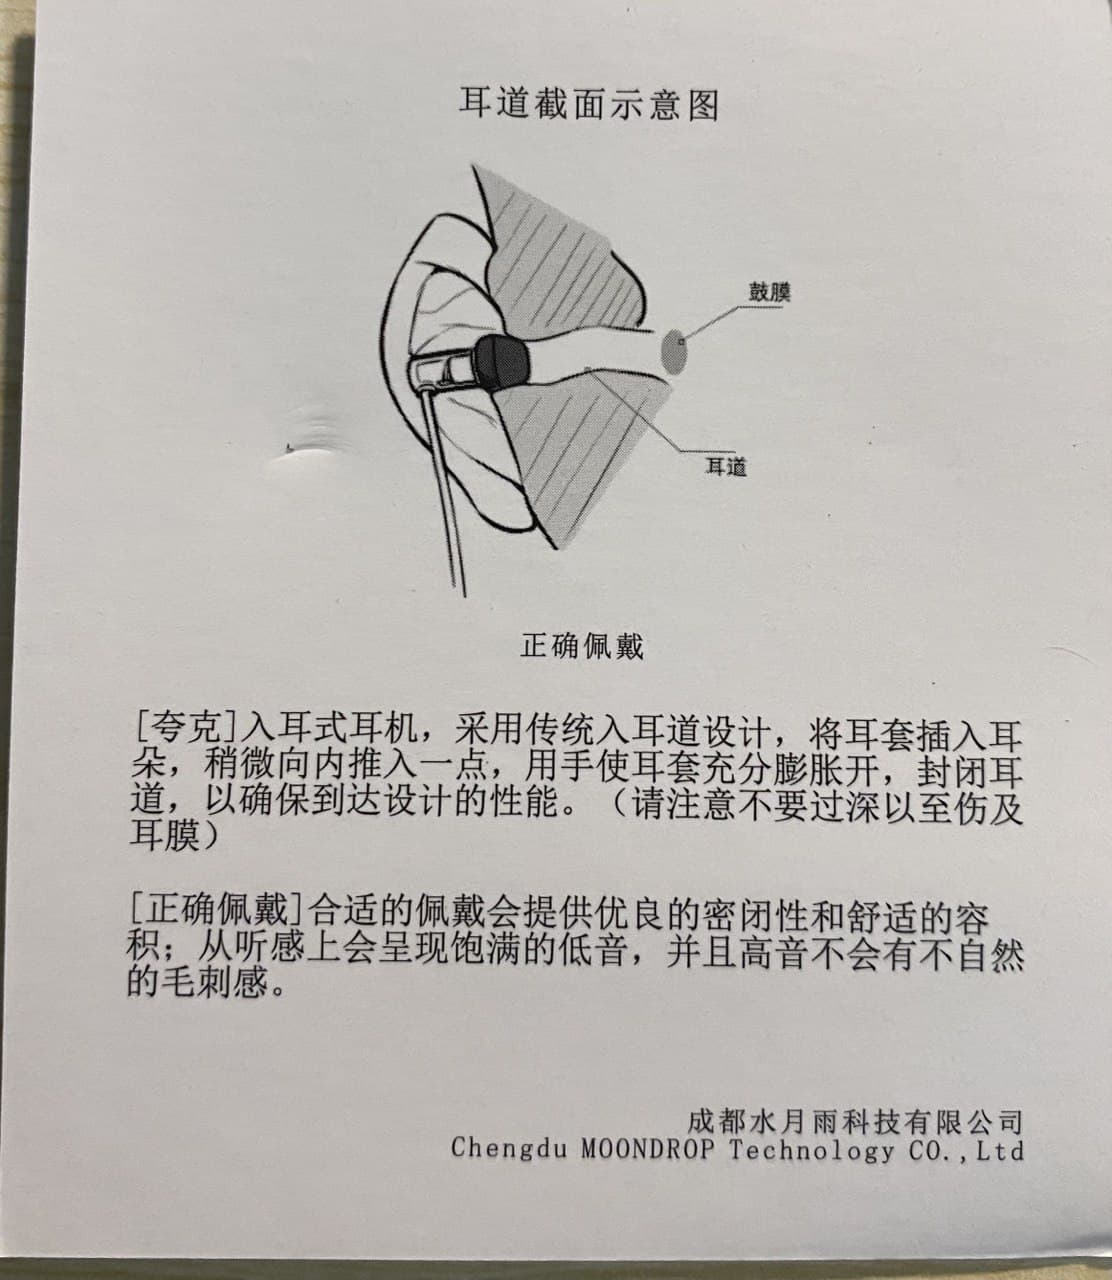 耳道截面示意图
鼓膜
耳道
正确佩戴
[夸克]入耳式耳机，采用传统入耳道设计，将耳套插入耳
朵，稍微向内推入一点，用手使耳套充分膨胀开，封闭耳
道，以确保到达设计的性能。（请注意不要过深以至伤及
耳膜）
[正确佩戴]合适的佩戴会提供优良的密闭性和舒适的容
积；从听感上会呈现饱满的低音，并且高音不会有不自然
的毛刺感。
成都水月雨科技有限公司
Chengdu MOONDROP Technology CO.,Ltd